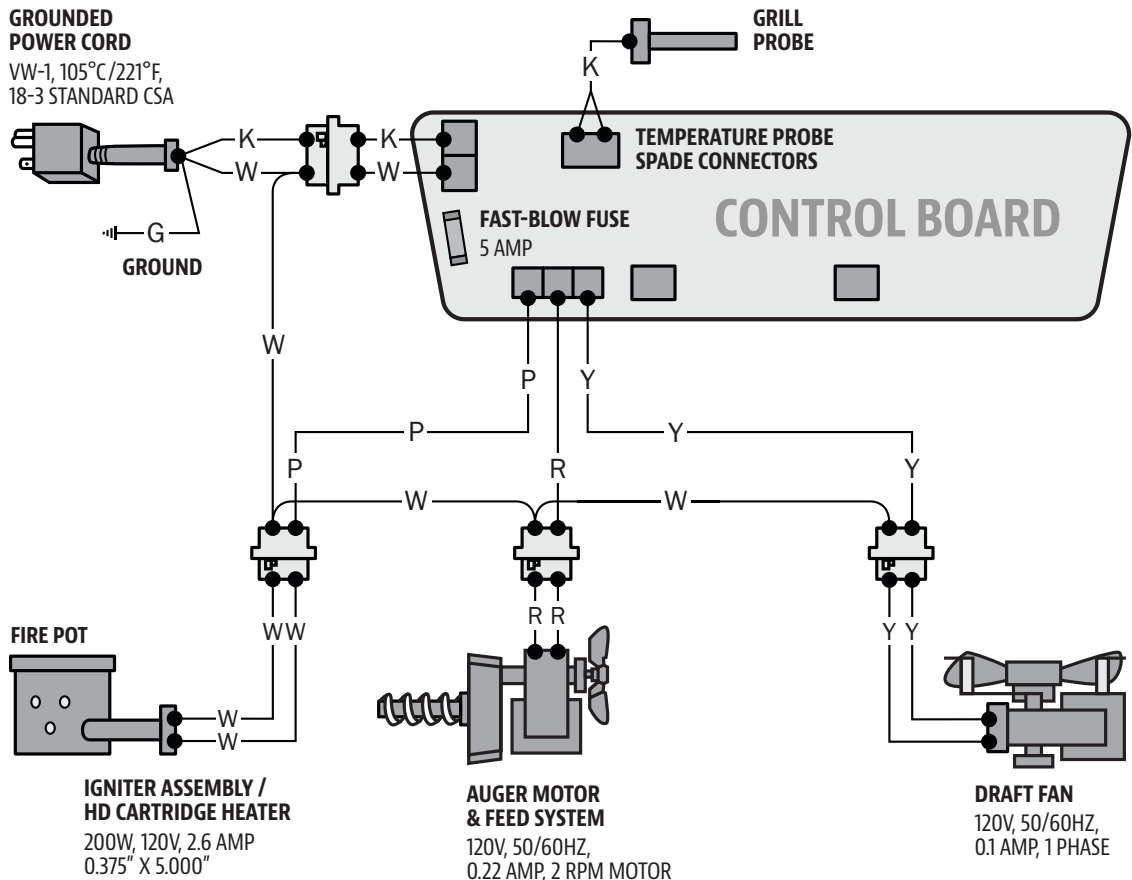 GROUNDED
POWER CORD
VW-1, 105°C/221°F,
18-3 STANDARD CSA
GRILL
PROBE
K
K
K
W
W
G
GROUND
TEMPERATURE PROBE
SPADE CONNECTORS
FAST-BLOW FUSE
5 AMP
CONTROL BOARD
W
P
Y
P
Y
P
R
Y
W
W
R R
W W
Y Y
FIRE POT
W
W
IGNITER ASSEMBLY /
HD CARTRIDGE HEATER
200W, 120V, 2.6 AMP
0.375" X 5.000"
AUGER MOTOR
& FEED SYSTEM
120V, 50/60HZ,
0.22 AMP, 2 RPM MOTOR
DRAFT FAN
120V, 50/60HZ,
0.1 AMP, 1 PHASE